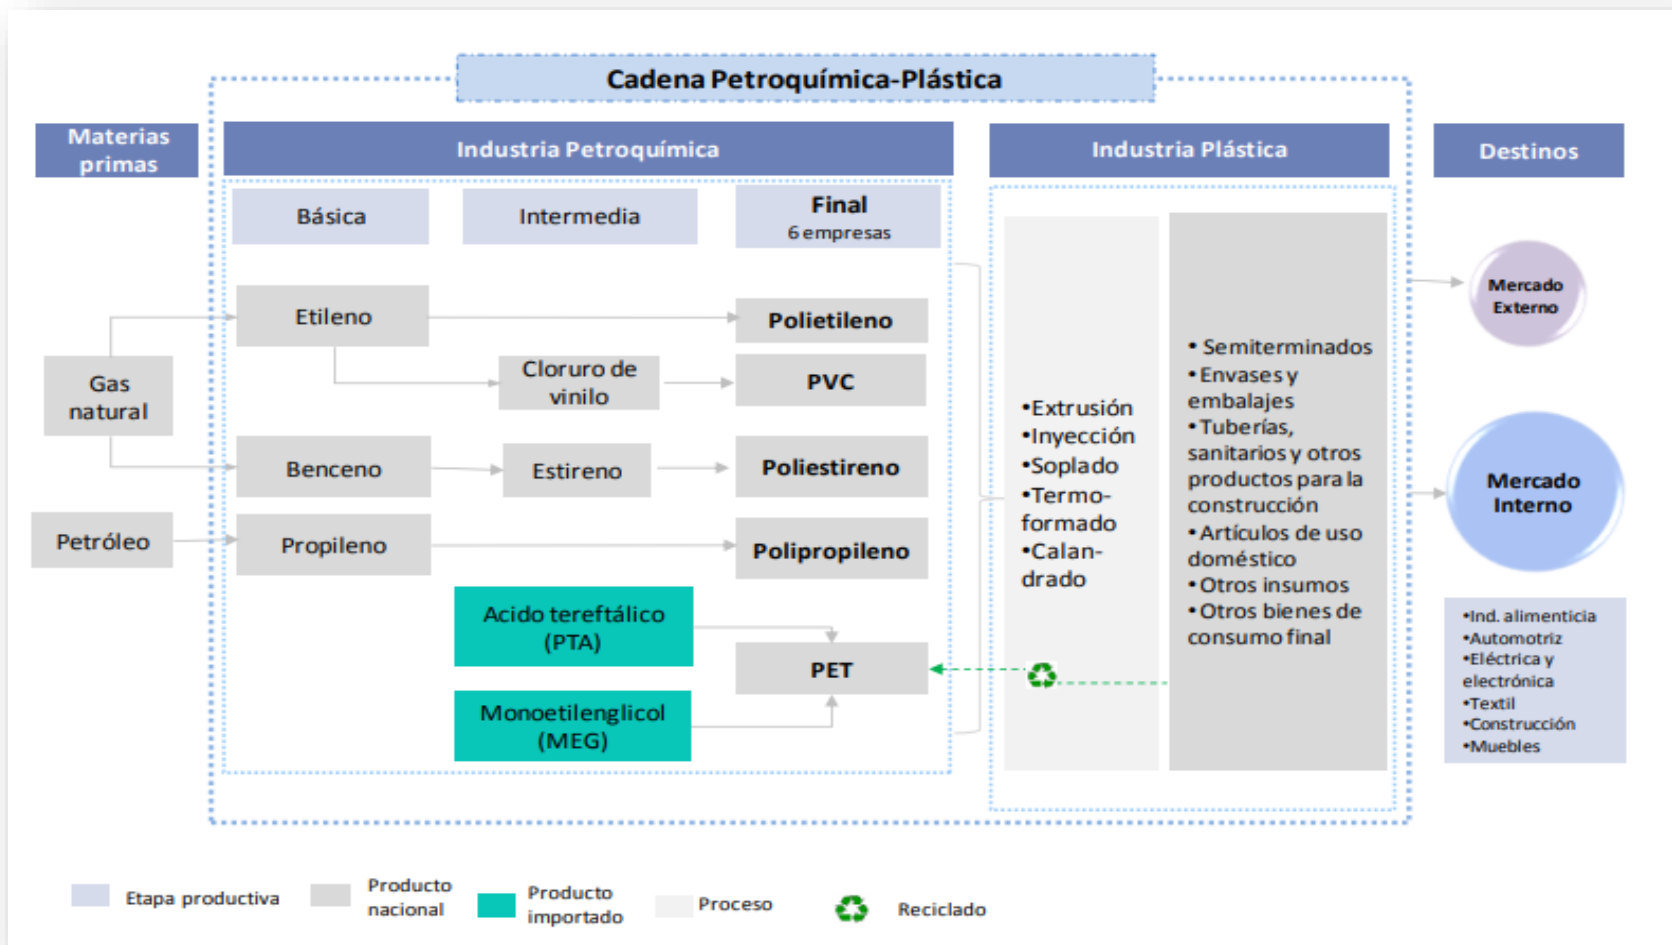 Cadena Petroquímica-Plástica
Materias
primas
Industria Petroquímica
Industria Plástica
Destinos
Básica
Intermedia
Final
6 empresas
Etileno
Polietileno
Gas
natural
Cloruro de
vinilo
PVC
Benceno
Estireno
Poliestireno
Petróleo
Propileno
Polipropileno
Acido tereftálico
(PTA)
PET
Monoetilenglicol
(MEG)
•Extrusión
•Inyección
•Soplado
•Termo-
formado
•Calan-
drado
• Semiterminados
• Envases y
embalajes
• Tuberías,
sanitarios y otros
productos para la
construcción
• Artículos de uso
doméstico
• Otros insumos
• Otros bienes de
consumo final
Mercado
Externo
Mercado
Interno
•Ind. alimenticia
•Automotriz
•Eléctrica y
electrónica
•Textil
•Construcción
•Muebles
Etapa productiva
Producto
nacional
Producto
importado
Proceso
Reciclado